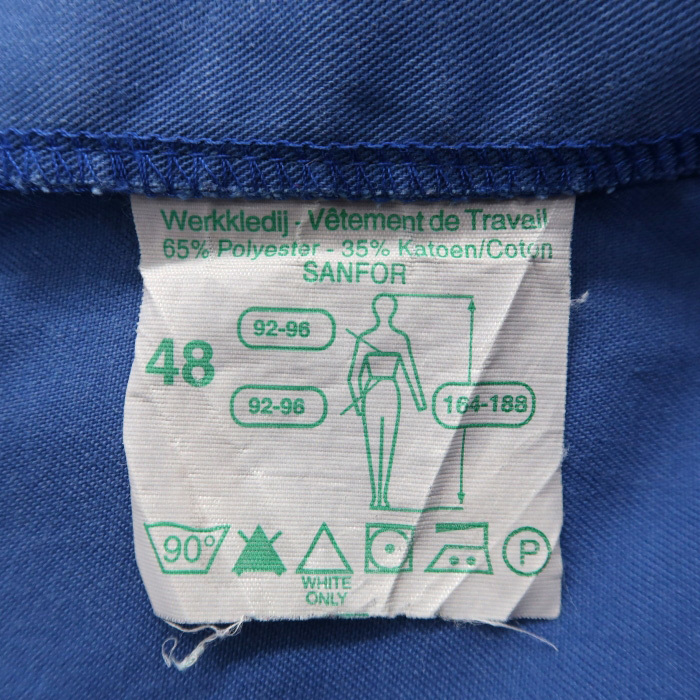 Werkkledij - Vêtement de Travail
65% Polyester - 35% Katoen/Coton
SANFOR
92-96
48
92-96
164-188
90°
P
WHITE
ONLY